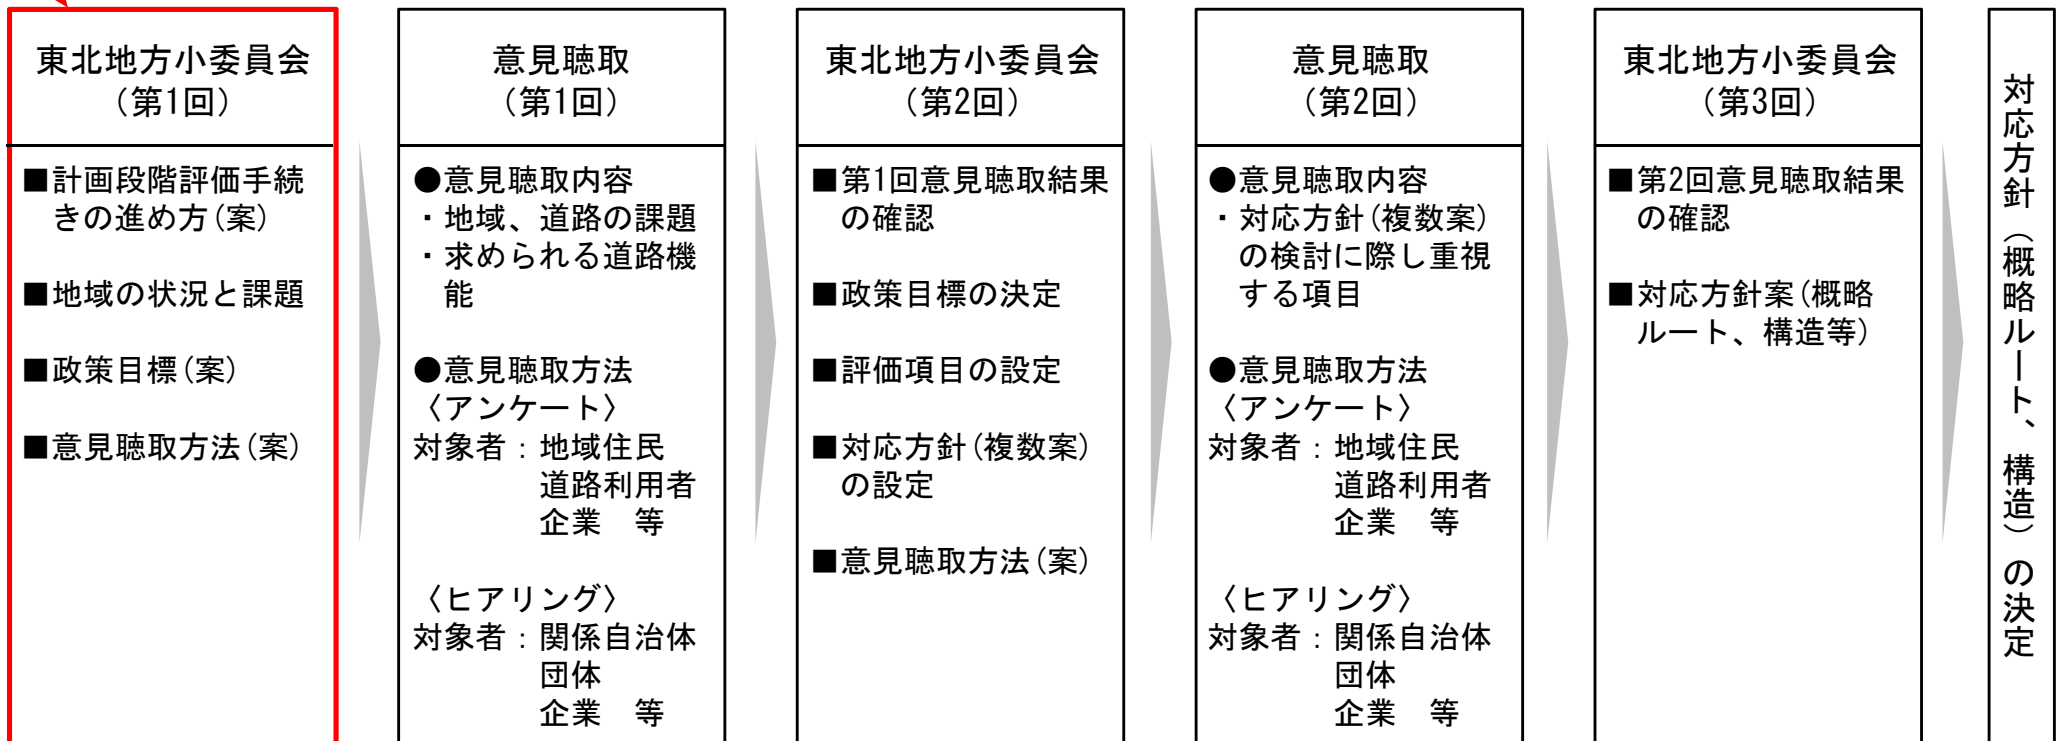 東北地方小委員会
（第1回）
■計画段階評価手続
きの進め方(案)
■地域の状況と課題
■政策目標(案)
■意見聴取方法(案)
意見聴取
（第1回）
●意見聴取内容
・地域、道路の課題
・求められる道路機
能
●意見聴取方法
〈アンケート〉
対象者：地域住民
道路利用者
企業　等
〈ヒアリング〉
対象者：関係自治体
団体
企業　等
東北地方小委員会
（第2回）
■第1回意見聴取結果
の確認
■政策目標の決定
■評価項目の設定
■対応方針(複数案)
の設定
■意見聴取方法(案)
意見聴取
（第2回）
●意見聴取内容
・対応方針(複数案)
の検討に際し重視
する項目
●意見聴取方法
〈アンケート〉
対象者：地域住民
道路利用者
企業　等
〈ヒアリング〉
対象者：関係自治体
団体
企業　等
東北地方小委員会
（第3回）
■第2回意見聴取結果
の確認
■対応方針案(概略
ルート、構造等)
対応方針（概略ルート、構造）の決定